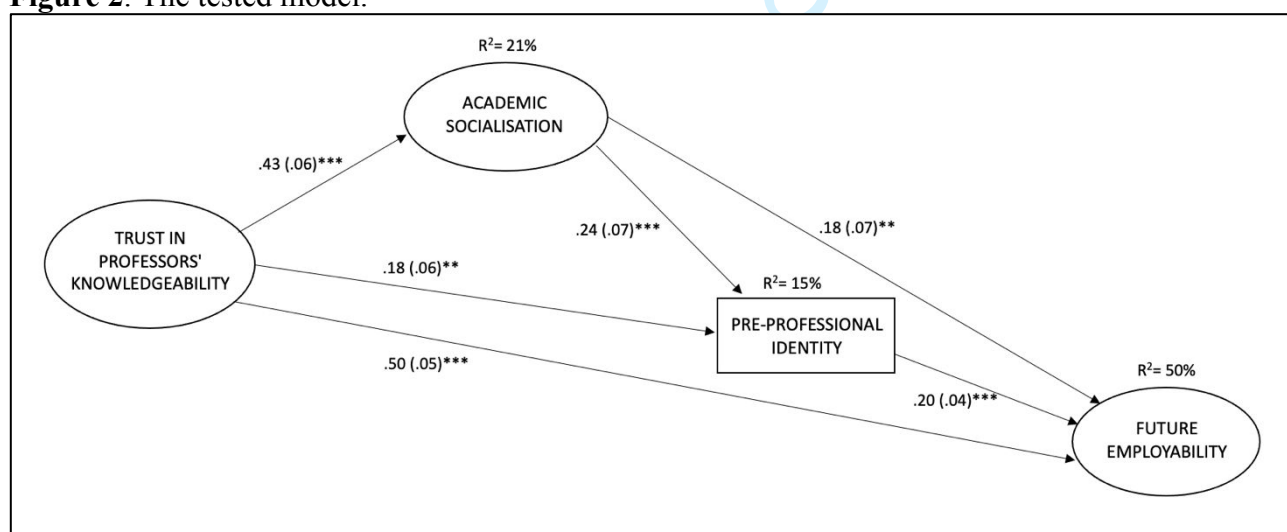 Figure 2. The tested model.
R²= 21%
ACADEMIC
SOCIALISATION
.43 (.06)***
TRUST IN
PROFESSORS'
KNOWLEDGEABILITY
.24 (.07)***
.18 (.07)**
.18 (.06)**
R²= 15%
PRE-PROFESSIONAL
IDENTITY
.50 (.05)***
.20 (.04)***
R²= 50%
FUTURE
EMPLOYABILITY